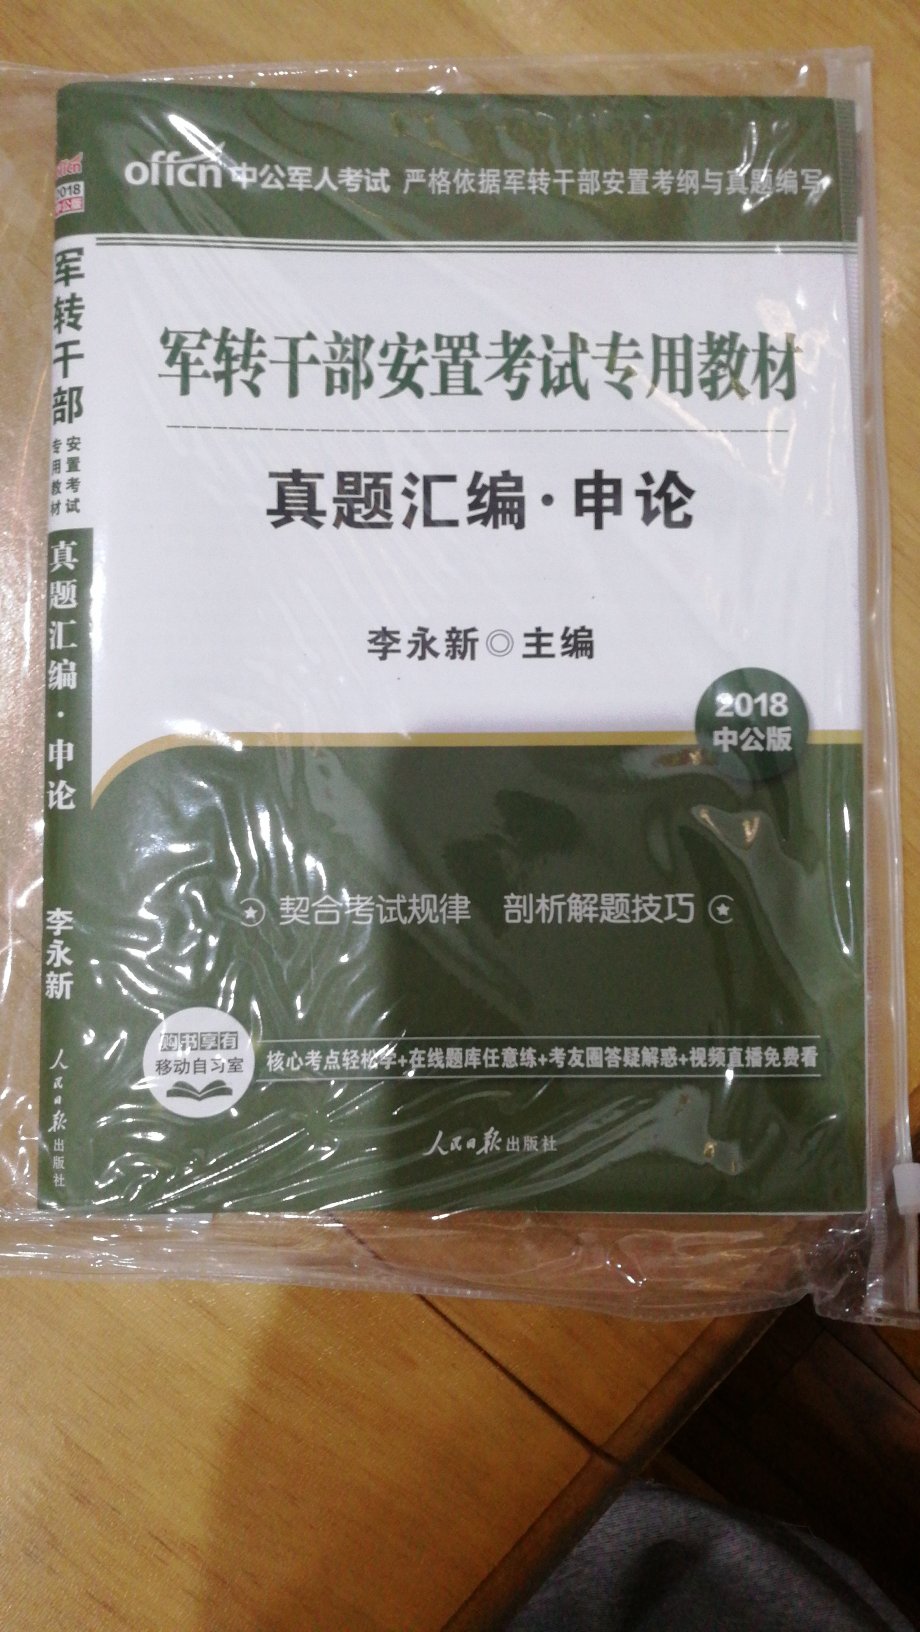 offcn 中公军人考试 严格依据军转干部安置考纲与真题编写
军转干部安置考试专用教材
真题汇编·申论
李永新◎主编
2018
中公版
契合考试规律 剖析解题技巧
购书享有
移动自习室
核心考点轻松学+在线题库任意练+考友圈答疑解惑+视频直播免费看
人民日报出版社
offcn
2018
中公版
军转干部
安置考试
专用教材
真题汇编·申论
李永新
人民日报出版社